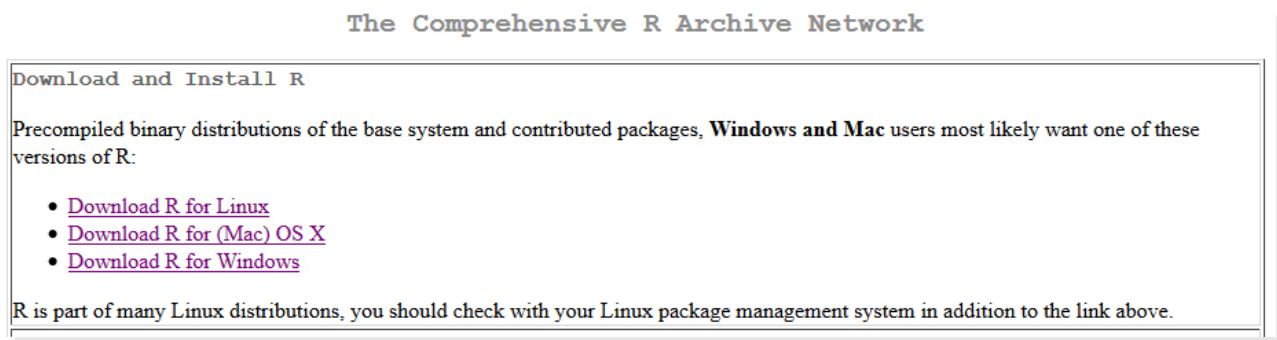 The Comprehensive R Archive Network
Download and Install R
Precompiled binary distributions of the base system and contributed packages, Windows and Mac users most likely want one of these
versions of R:
• Download R for Linux
• Download R for (Mac) OS X
• Download R for Windows
R is part of many Linux distributions, you should check with your Linux package management system in addition to the link above.